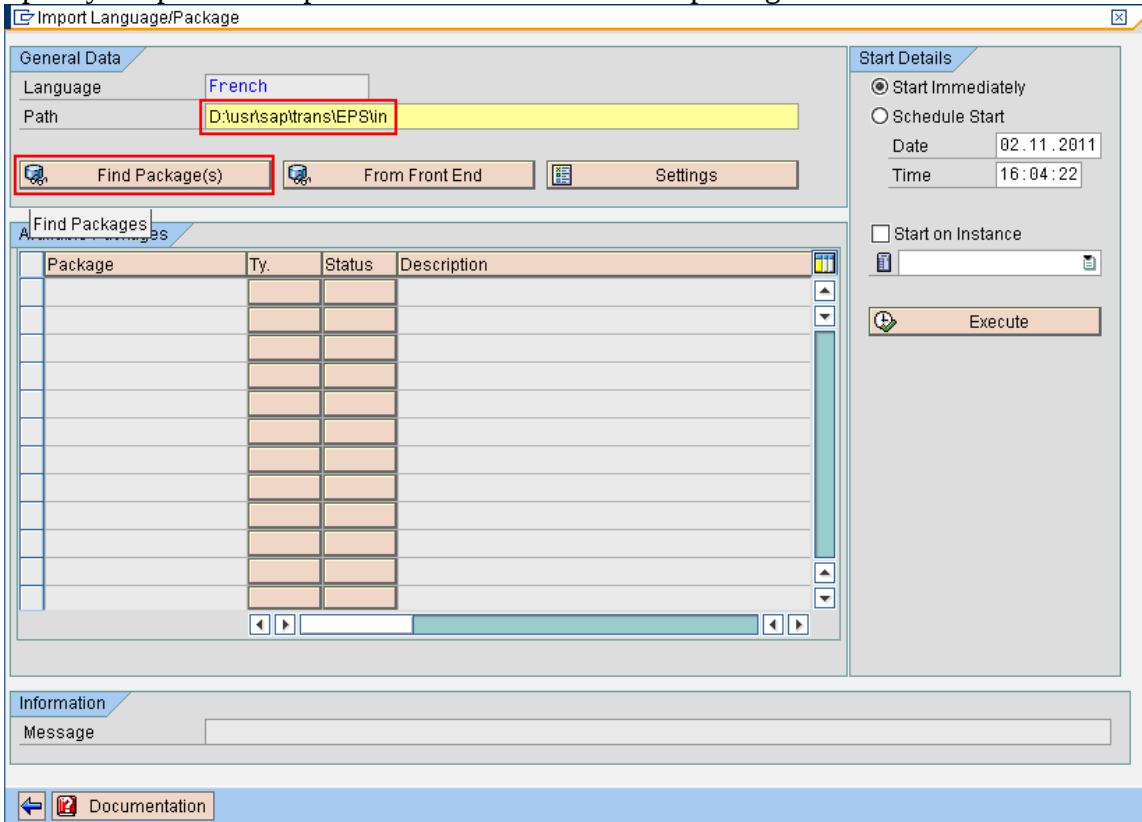 Import Language/Package
General Data
Language French
Path D:\usr\sap\trans\EPS\in
Find Package(s) From Front End Settings
Find Packages
Package Ty. Status Description
Start Details
Start Immediately
Schedule Start
Date 02.11.2011
Time 16:04:22
Start on Instance
Execute
Information
Message
Documentation